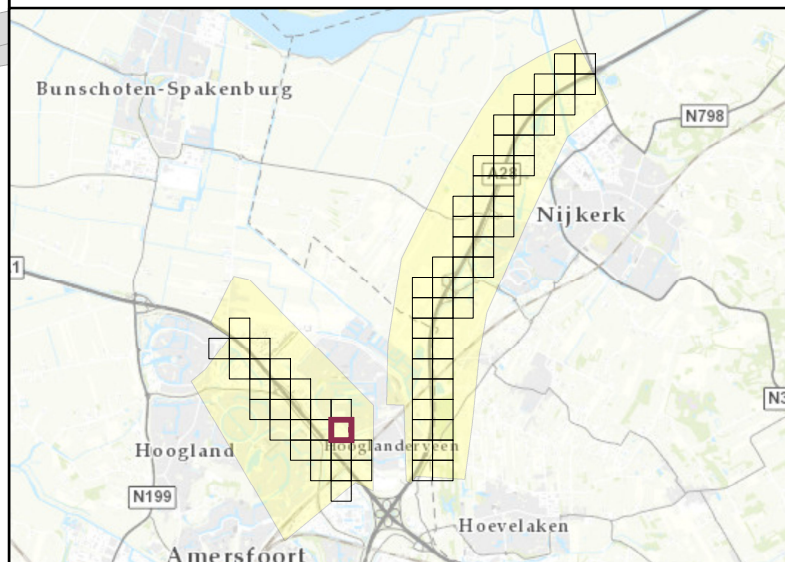 Bunschoten-Spakenburg
N798
A28
Nijkerk
1
N3
Hooglanderveen
Hoogland
N199
Hoevelaken
Amersfoort